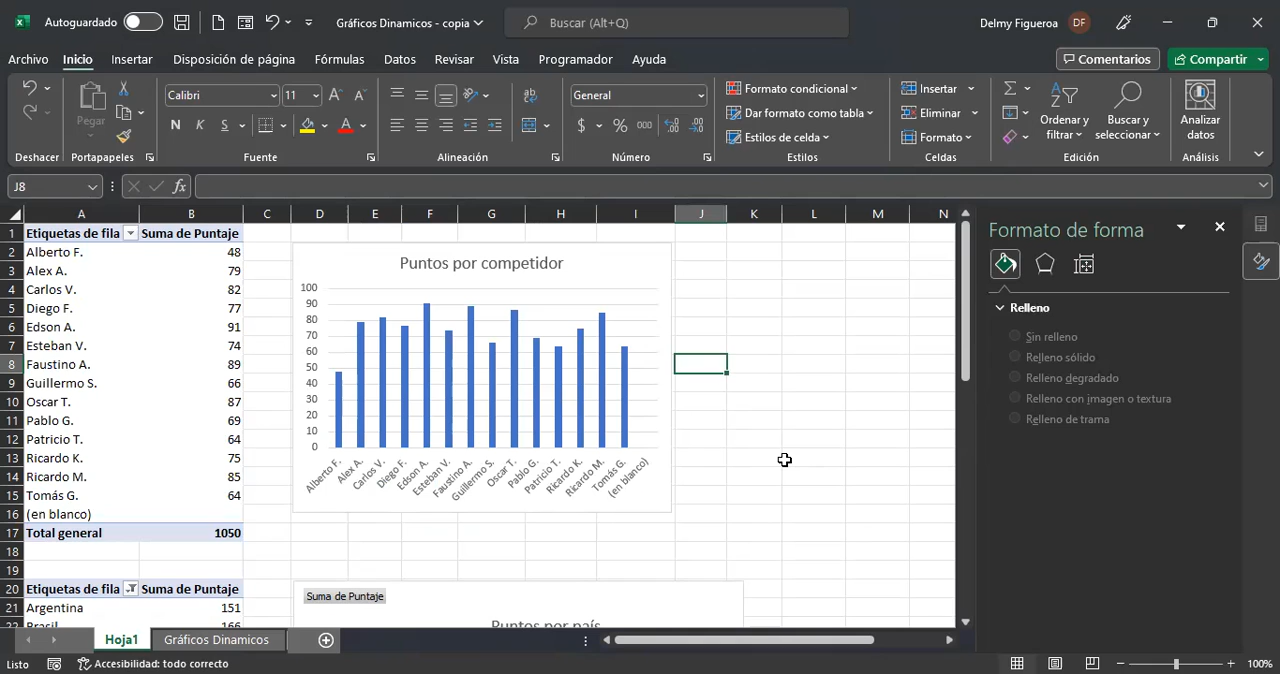 Autoguardado
Gráficos Dinamicos - copia
Buscar (Alt+Q)
Delmy Figueroa
DF
Archivo
Inicio
Insertar
Disposición de página
Fórmulas
Datos
Revisar
Vista
Programador
Ayuda
Comentarios
Compartir
Pegar
Calibri
11
N K S
General
$ % 000
Formato condicional
Dar formato como tabla
Estilos de celda
Insertar
Eliminar
Formato
Ordenar y
filtrar
Buscar y
seleccionar
Analizar
datos
Deshacer
Portapapeles
Fuente
Alineación
Número
Estilos
Celdas
Edición
Análisis
J8
fx
A B C D E F G H I J K L M N
1 Etiquetas de fila Suma de Puntaje
2 Alberto F. 48
3 Alex A. 79
4 Carlos V. 82
5 Diego F. 77
6 Edson A. 91
7 Esteban V. 74
8 Faustino A. 89
9 Guillermo S. 66
10 Oscar T. 87
11 Pablo G. 69
12 Patricio T. 64
13 Ricardo K. 75
14 Ricardo M. 85
15 Tomás G. 64
16 (en blanco)
17 Total general 1050
18
19
20 Etiquetas de fila Suma de Puntaje
21 Argentina 151
22 Brasil 166
Puntos por competidor
100
90
80
70
60
50
40
30
20
10
0
Alberto F.
Alex A.
Carlos V.
Diego F.
Edson A.
Esteban V.
Faustino A.
Guillermo S.
Oscar T.
Pablo G.
Patricio T.
Ricardo K.
Ricardo M.
Tomás G.
(en blanco)
Suma de Puntaje
Puntos por país
Formato de forma
Relleno
Sin relleno
Relleno sólido
Relleno degradado
Relleno con imagen o textura
Relleno de trama
Hoja1
Gráficos Dinamicos
Listo
Accesibilidad: todo correcto
100%